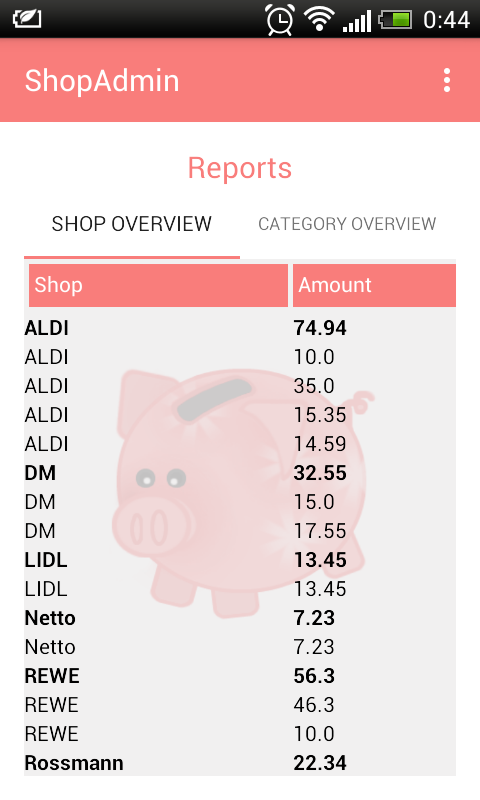 0:44
ShopAdmin
Reports
SHOP OVERVIEW CATEGORY OVERVIEW
Shop Amount
ALDI 74.94
ALDI 10.0
ALDI 35.0
ALDI 15.35
ALDI 14.59
DM 32.55
DM 15.0
DM 17.55
LIDL 13.45
LIDL 13.45
Netto 7.23
Netto 7.23
REWE 56.3
REWE 46.3
REWE 10.0
Rossmann 22.34